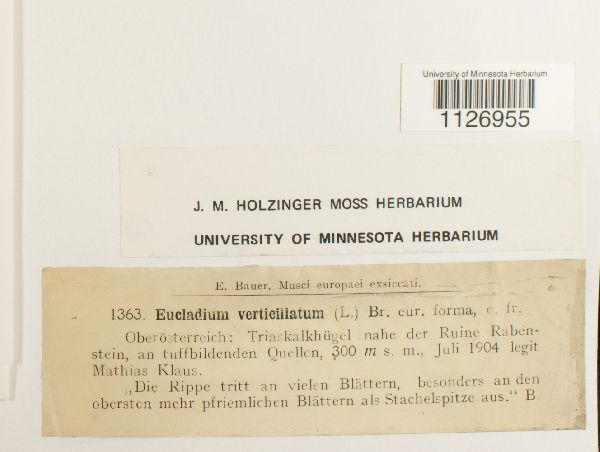 University of Minnesota Herbarium
1126955
J. M. HOLZINGER MOSS HERBARIUM
UNIVERSITY OF MINNESOTA HERBARIUM
E. Bauer, Musci europaei exsiccati.
1363. Eucladium verticillatum (L.) Br. eur. forma, c. fr.
Oberösterreich: Triaskalkhügel nahe der Ruine Raben-
stein, an tuffbildenden Quellen, 300 m s. m., Juli 1904 legit
Mathias Klaus.
„Die Rippe tritt an vielen Blättern, besonders an den
obersten mehr pfriemlichen Blättern als Stachelspitze aus.“ B